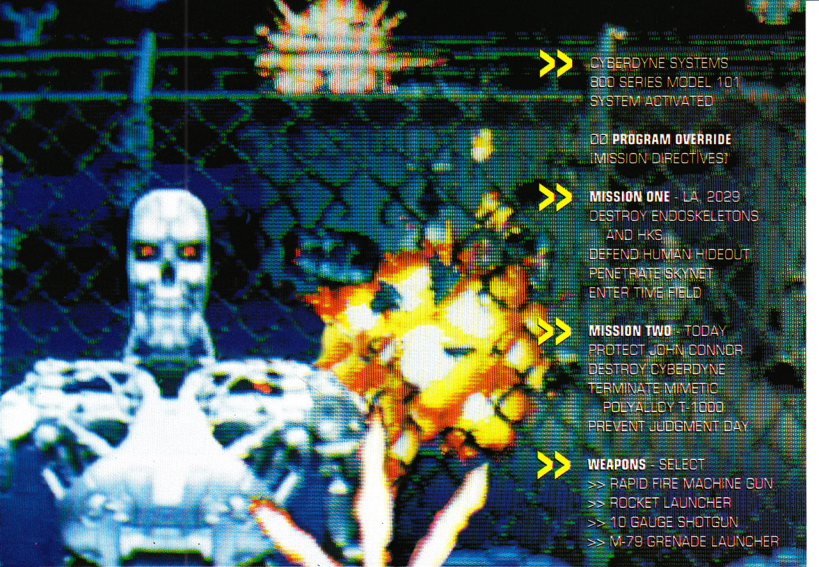 CYBERDYNE SYSTEMS
800 SERIES MODEL 101
SYSTEM ACTIVATED
00 PROGRAM OVERRIDE
[MISSION DIRECTIVES]
>> MISSION ONE - LA, 2029
DESTROY ENDOSKELETONS
AND HKS
DEFEND HUMAN HIDEOUT
PENETRATE SKYNET
ENTER TIME FIELD
>> MISSION TWO - TODAY
PROTECT JOHN CONNOR
DESTROY CYBERDYNE
TERMINATE MIMETIC
POLYALLOY T-1000
PREVENT JUDGMENT DAY
>> WEAPONS - SELECT
>> RAPID FIRE MACHINE GUN
>> ROCKET LAUNCHER
>> 10 GAUGE SHOTGUN
>> M-79 GRENADE LAUNCHER